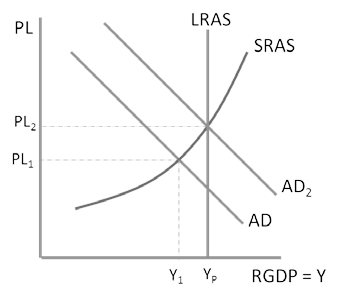 PL
LRAS
SRAS
PL₂
PL₁
AD₂
AD
Y₁
Yₚ
RGDP = Y